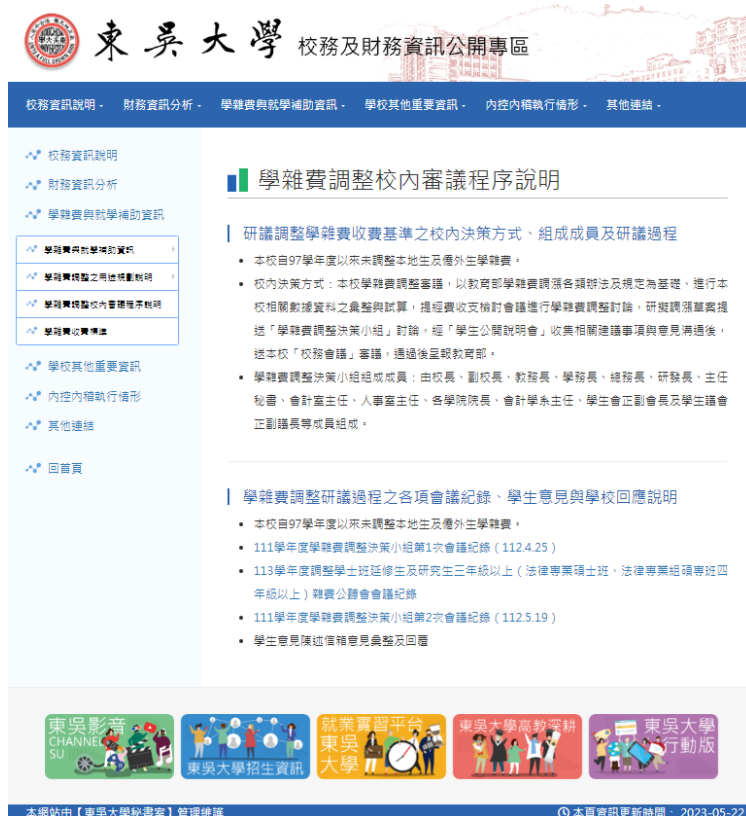 東吳大學 校務及財務資訊公開專區
校務資訊說明 財務資訊分析 學雜費與就學補助資訊 學校其他重要資訊 內控內稽執行情形 其他連結
校務資訊說明
財務資訊分析
學雜費與就學補助資訊
學雜費與就學補助資訊
學雜費調整之用途規劃說明
學雜費調整校內審議程序說明
學雜費收費標準
學校其他重要資訊
內控內稽執行情形
其他連結
回首頁
學雜費調整校內審議程序說明
研議調整學雜費收費基準之校內決策方式、組成成員及研議過程
本校自97學年度以來未調整本地生及僑外生學雜費。
校內決策方式：本校學雜費調整審議，以教育部學雜費調漲各類辦法及規定為基礎、進行本
校相關數據資料之彙整與試算，提經費收支檢討會議進行學雜費調整討論，研擬調漲草案提
送「學雜費調整決策小組」討論，經「學生公開說明會」收集相關建議事項與意見溝通後，
送本校「校務會議」審議，通過後呈報教育部。
學雜費調整決策小組組成成員：由校長、副校長、教務長、學務長、總務長、研發長、主任
秘書、會計室主任、人事室主任、各學院院長、會計學系主任、學生會正副會長及學生議會
正副議長等成員組成。
學雜費調整研議過程之各項會議紀錄、學生意見與學校回應說明
本校自97學年度以來未調整本地生及僑外生學雜費。
111學年度學雜費調整決策小組第1次會議紀錄（112.4.25）
113學年度調整學士班延修生及研究生三年級以上（法律專業碩士班、法律專業組碩專班四
年級以上）雜費公聽會會議紀錄
111學年度學雜費調整決策小組第2次會議紀錄（112.5.19）
學生意見陳述信箱意見彙整及回覆
東吳影音
CHANNEL
SU
東吳大學招生資訊
就業實習平台
東吳
大學
東吳大學高教深耕
東吳大學
行動版
本網站由【東吳大學秘書室】管理維護
本頁資訊更新時間： 2023-05-22